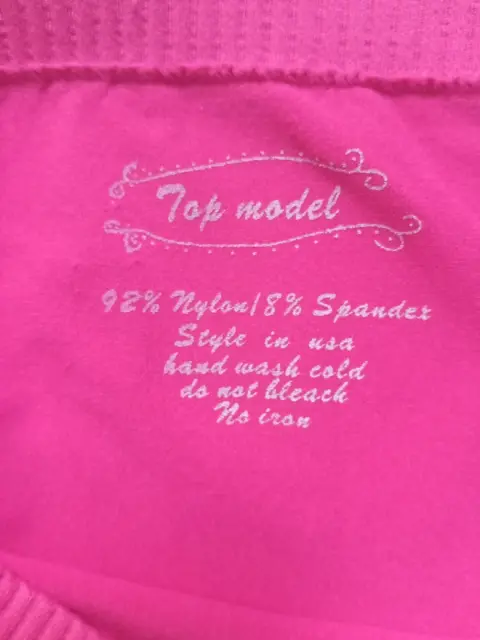 Top model
92% Nylon/8% Spandex
Style in usa
hand wash cold
do not bleach
No iron